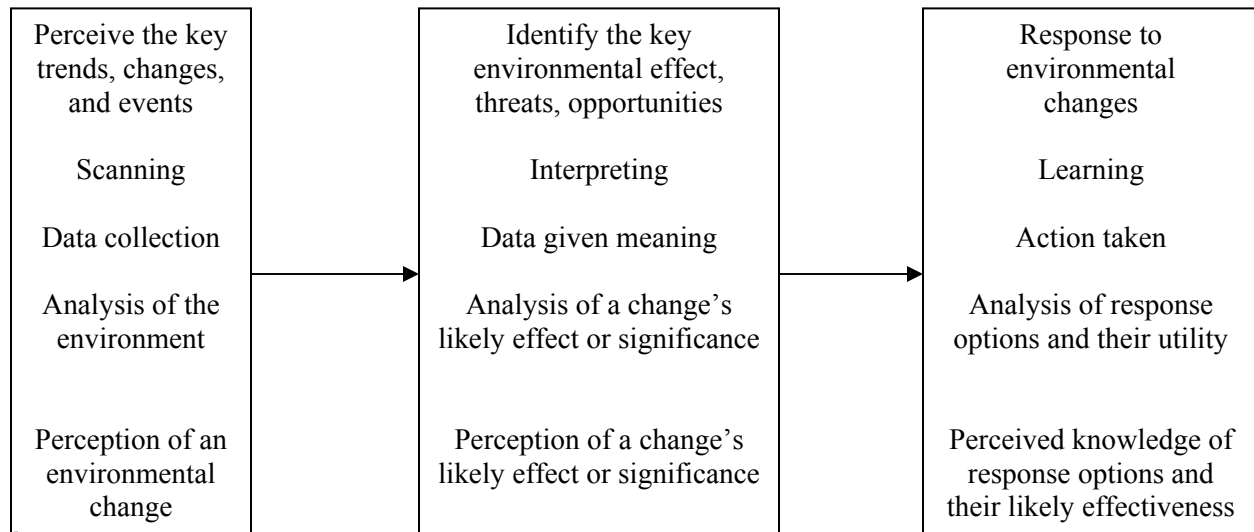 Perceive the key
trends, changes,
and events
Scanning
Data collection
Analysis of the
environment
Perception of an
environmental
change
Identify the key
environmental effect,
threats, opportunities
Interpreting
Data given meaning
Analysis of a change’s
likely effect or significance
Perception of a change’s
likely effect or significance
Response to
environmental
changes
Learning
Action taken
Analysis of response
options and their utility
Perceived knowledge of
response options and
their likely effectiveness